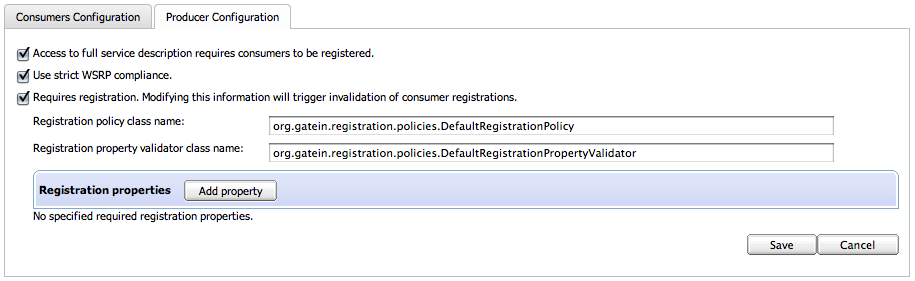 Consumers Configuration
Producer Configuration
Access to full service description requires consumers to be registered.
Use strict WSRP compliance.
Requires registration. Modifying this information will trigger invalidation of consumer registrations.
Registration policy class name: org.gatein.registration.policies.DefaultRegistrationPolicy
Registration property validator class name: org.gatein.registration.policies.DefaultRegistrationPropertyValidator
Registration properties Add property
No specified required registration properties.
Save Cancel